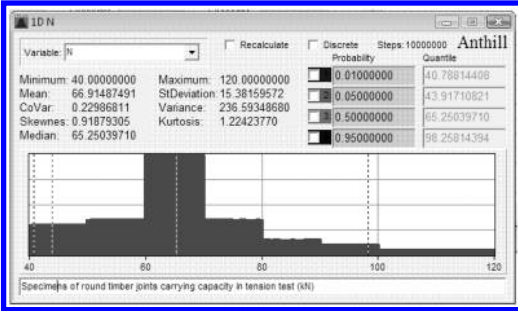 1D N
Variable: N Recalculate Discrete Steps:10000000 Anthill
Probability Quantile
Minimum: 40.00000000 Maximum: 120.00000000 1 0.01000000 40.78814408
Mean: 66.91487491 StDeviation: 15.38159572 2 0.05000000 43.91710821
CoVar: 0.22986811 Variance: 236.59348680 3 0.50000000 65.25039710
Skewnes: 0.91879305 Kurtosis: 1.22423770 0.95000000 98.25814394
Median: 65.25039710
40 60 80 100 120
Specimens of round timber joints carrying capacity in tension test (kN)